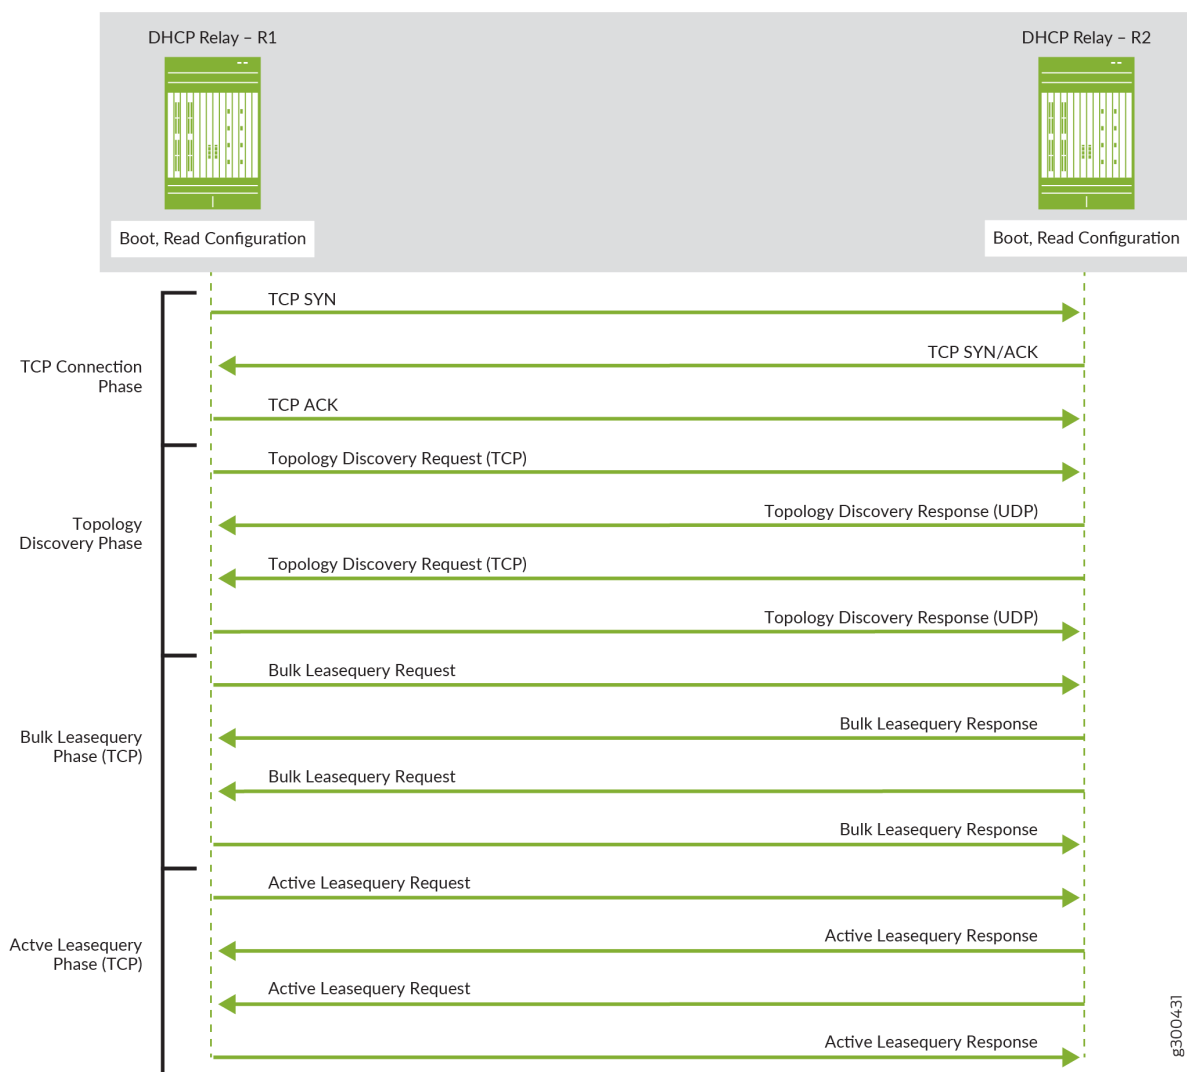 DHCP Relay – R1
DHCP Relay – R2
Boot, Read Configuration
Boot, Read Configuration
TCP SYN
TCP SYN/ACK
TCP Connection
Phase
TCP ACK
Topology Discovery Request (TCP)
Topology Discovery Response (UDP)
Topology
Discovery Phase
Topology Discovery Request (TCP)
Topology Discovery Response (UDP)
Bulk Leasequery Request
Bulk Leasequery Response
Bulk Leasequery
Phase (TCP)
Bulk Leasequery Request
Bulk Leasequery Response
Active Leasequery Request
Active Leasequery Response
Actve Leasequery
Phase (TCP)
Active Leasequery Request
Active Leasequery Response
g300431